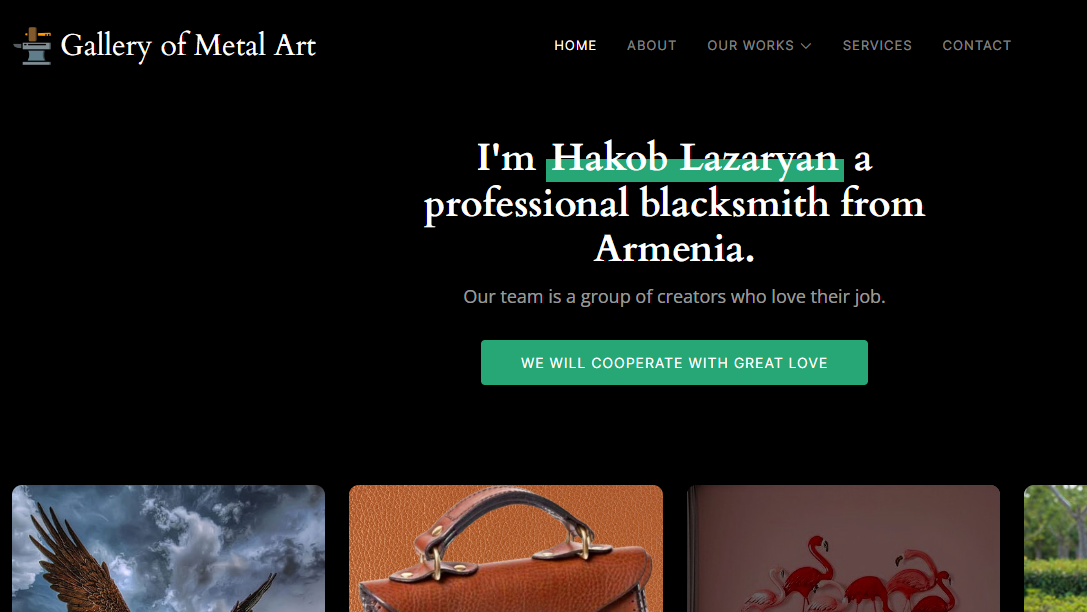 Gallery of Metal Art
HOME ABOUT OUR WORKS SERVICES CONTACT
I'm Hakob Lazaryan a
professional blacksmith from
Armenia.
Our team is a group of creators who love their job.
WE WILL COOPERATE WITH GREAT LOVE